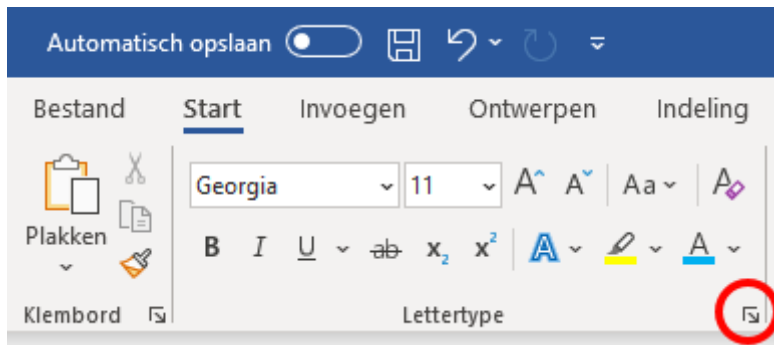 Automatisch opslaan
Bestand Start Invoegen Ontwerpen Indeling
Georgia 11 A A Aa A
Plakken
B I U ab x₂ x² A A
Klembord Lettertype